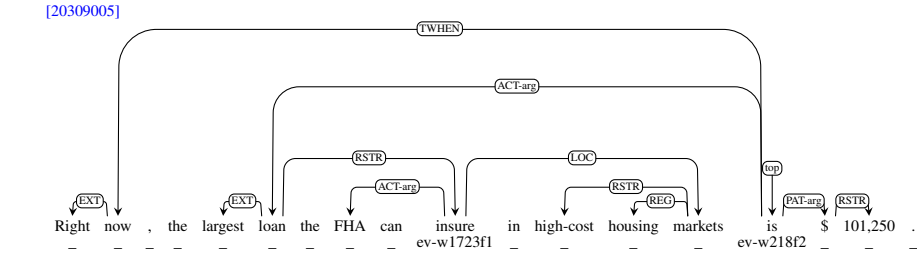 [20309005]
TWHEN
ACT-arg
RSTR LOC
top
ACT-arg RSTR
EXT EXT REG PAT-arg RSTR
Right now , the largest loan the FHA can insure in high-cost housing markets is $ 101,250 .
_ _ _ _ _ _ _ _ _ ev-w1723f1 _ _ _ _ ev-w218f2 _ _ _